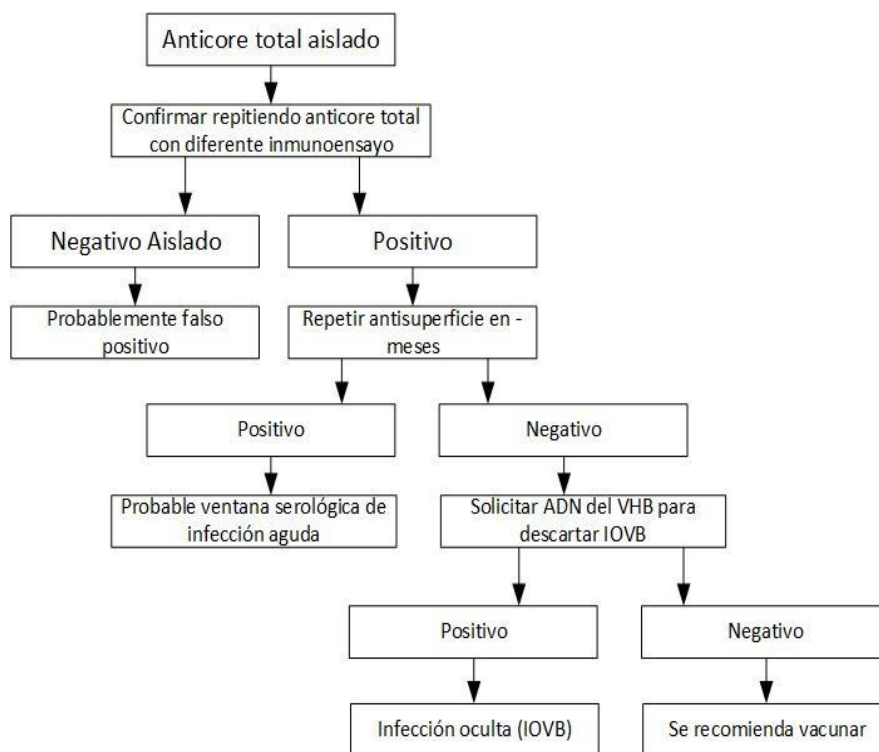 Anticore total aislado
Confirmar repitiendo anticore total
con diferente inmunoensayo
Negativo Aislado
Positivo
Probablemente falso
positivo
Repetir antisuperficie en -
meses
Positivo
Negativo
Probable ventana serológica de
infección aguda
Solicitar ADN del VHB para
descartar IOVB
Positivo
Negativo
Infección oculta (IOVB)
Se recomienda vacunar